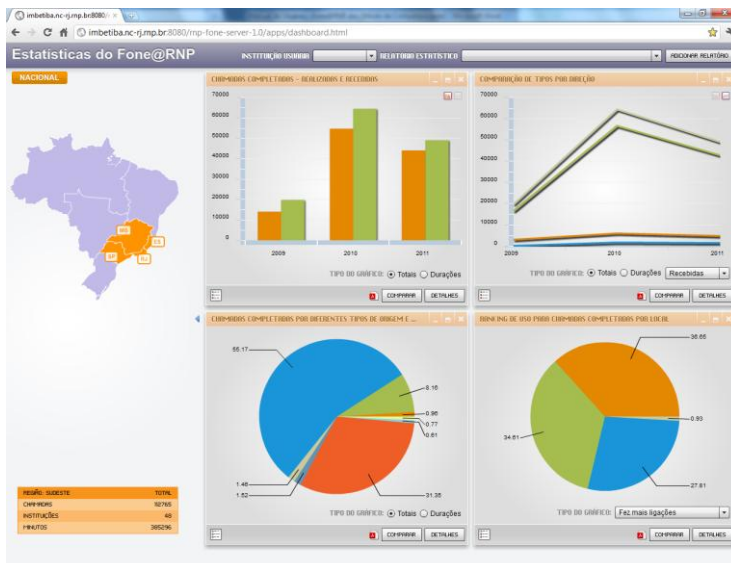 imbetiba.nc-rj.rnp.br:8080/
imbetiba.nc-rj.rnp.br:8080/rnp-fone-server-1.0/apps/dashboard.html
Estatísticas do Fone@RNP
INSTITUIÇÃO USUÁRIA
RELATÓRIO ESTATÍSTICO
ADICIONAR RELATÓRIO
NACIONAL
MG
ES
SP
RJ
REGIÃO: SUDESTE TOTAL
CHAMADAS 92765
INSTITUIÇÕES 48
MINUTOS 385296
CHAMADAS COMPLETADAS - REALIZADAS E RECEBIDAS
70000
60000
50000
40000
30000
20000
10000
0
2009 2010 2011
TIPO DO GRÁFICO: Totais Durações
COMPARAR DETALHES
COMPARAÇÃO DE TIPOS POR DIREÇÃO
70000
60000
50000
40000
30000
20000
10000
0
2009 2010 2011
TIPO DO GRÁFICO: Totais Durações Recebidas
COMPARAR DETALHES
CHAMADAS COMPLETADAS POR DIFERENTES TIPOS DE ORIGEM E ...
55.17
8.16
0.96
0.77
0.61
1.46
1.52
31.35
TIPO DO GRÁFICO: Totais Durações
COMPARAR DETALHES
RANKING DE USO PARA CHAMADAS COMPLETADAS POR LOCAL
36.65
0.93
34.81
27.61
TIPO DO GRÁFICO: Fez mais ligações
COMPARAR DETALHES